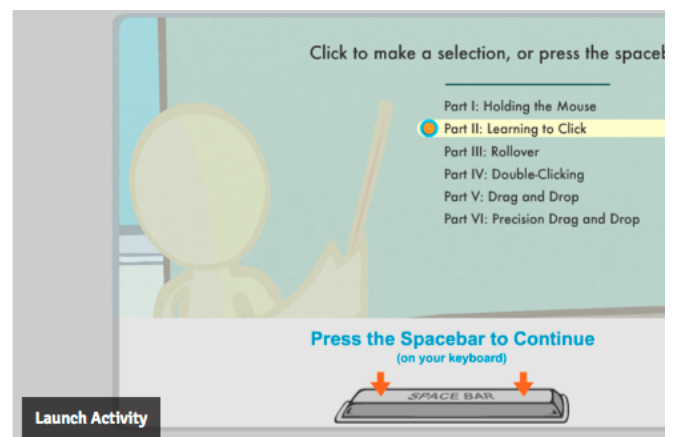 Click to make a selection, or press the spaceb
Part I: Holding the Mouse
Part II: Learning to Click
Part III: Rollover
Part IV: Double-Clicking
Part V: Drag and Drop
Part VI: Precision Drag and Drop
Press the Spacebar to Continue
(on your keyboard)
SPACE BAR
Launch Activity